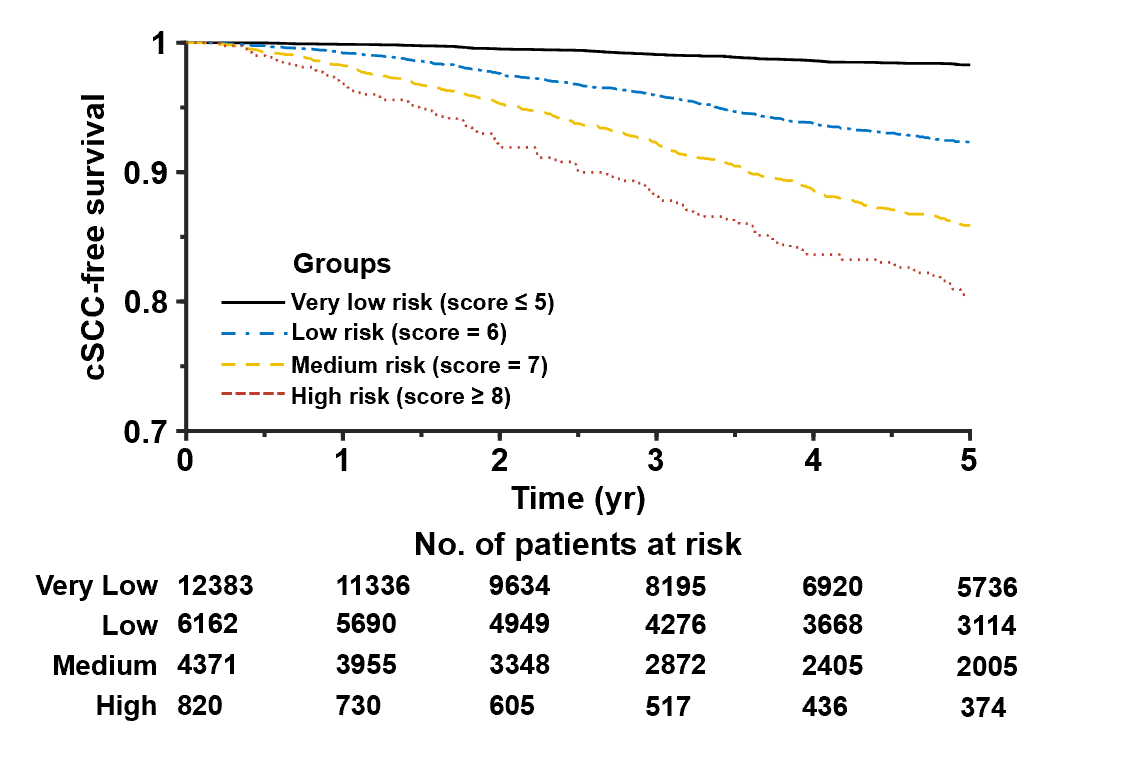 cSCC-free survival
1
0.9
0.8
0.7
Groups
Very low risk (score ≤ 5)
Low risk (score = 6)
Medium risk (score = 7)
High risk (score ≥ 8)
0 1 2 3 4 5
Time (yr)
No. of patients at risk
Very Low 12383 11336 9634 8195 6920 5736
Low 6162 5690 4949 4276 3668 3114
Medium 4371 3955 3348 2872 2405 2005
High 820 730 605 517 436 374